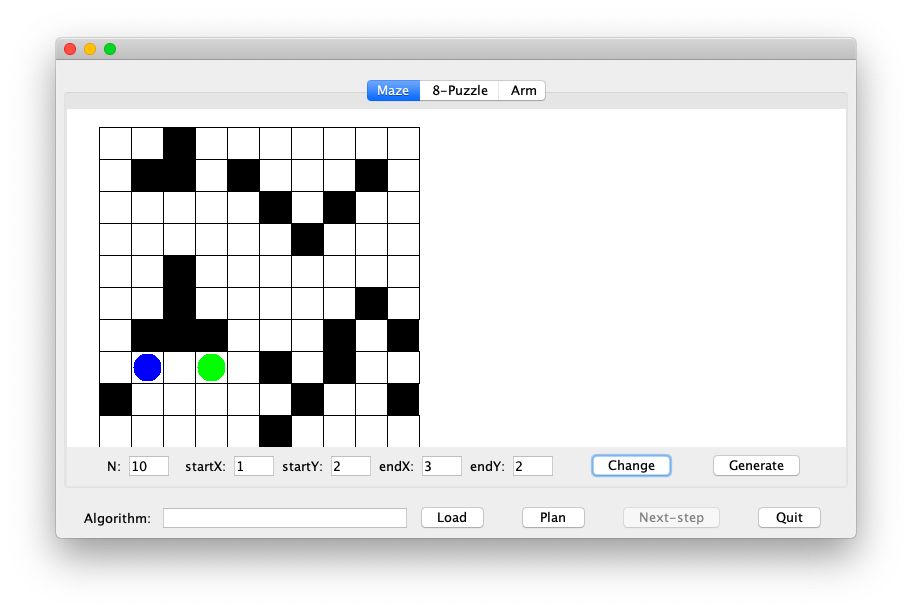 Maze 8-Puzzle Arm
N: 10 startX: 1 startY: 2 endX: 3 endY: 2 Change Generate
Algorithm: Load Plan Next-step Quit